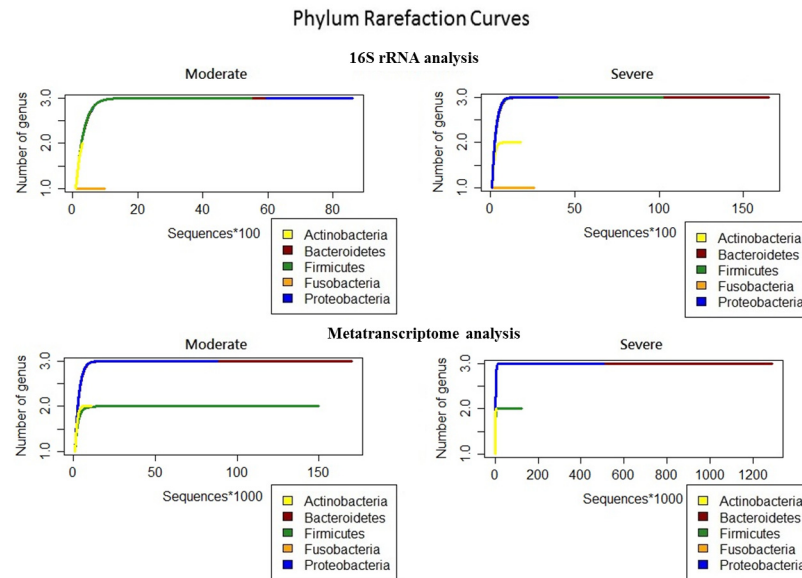 Phylum Rarefaction Curves
16S rRNA analysis
Moderate
Number of genus
3.0
2.0
1.0
0 20 40 60 80
Sequences*100
Actinobacteria
Bacteroidetes
Firmicutes
Fusobacteria
Proteobacteria
Severe
Number of genus
3.0
2.0
1.0
0 50 100 150
Sequences*100
Actinobacteria
Bacteroidetes
Firmicutes
Fusobacteria
Proteobacteria
Metatranscriptome analysis
Moderate
Number of genus
3.0
2.0
1.0
0 50 100 150
Sequences*1000
Actinobacteria
Bacteroidetes
Firmicutes
Fusobacteria
Proteobacteria
Severe
Number of genus
3.0
2.0
1.0
0 200 400 600 800 1000 1200
Sequences*1000
Actinobacteria
Bacteroidetes
Firmicutes
Fusobacteria
Proteobacteria